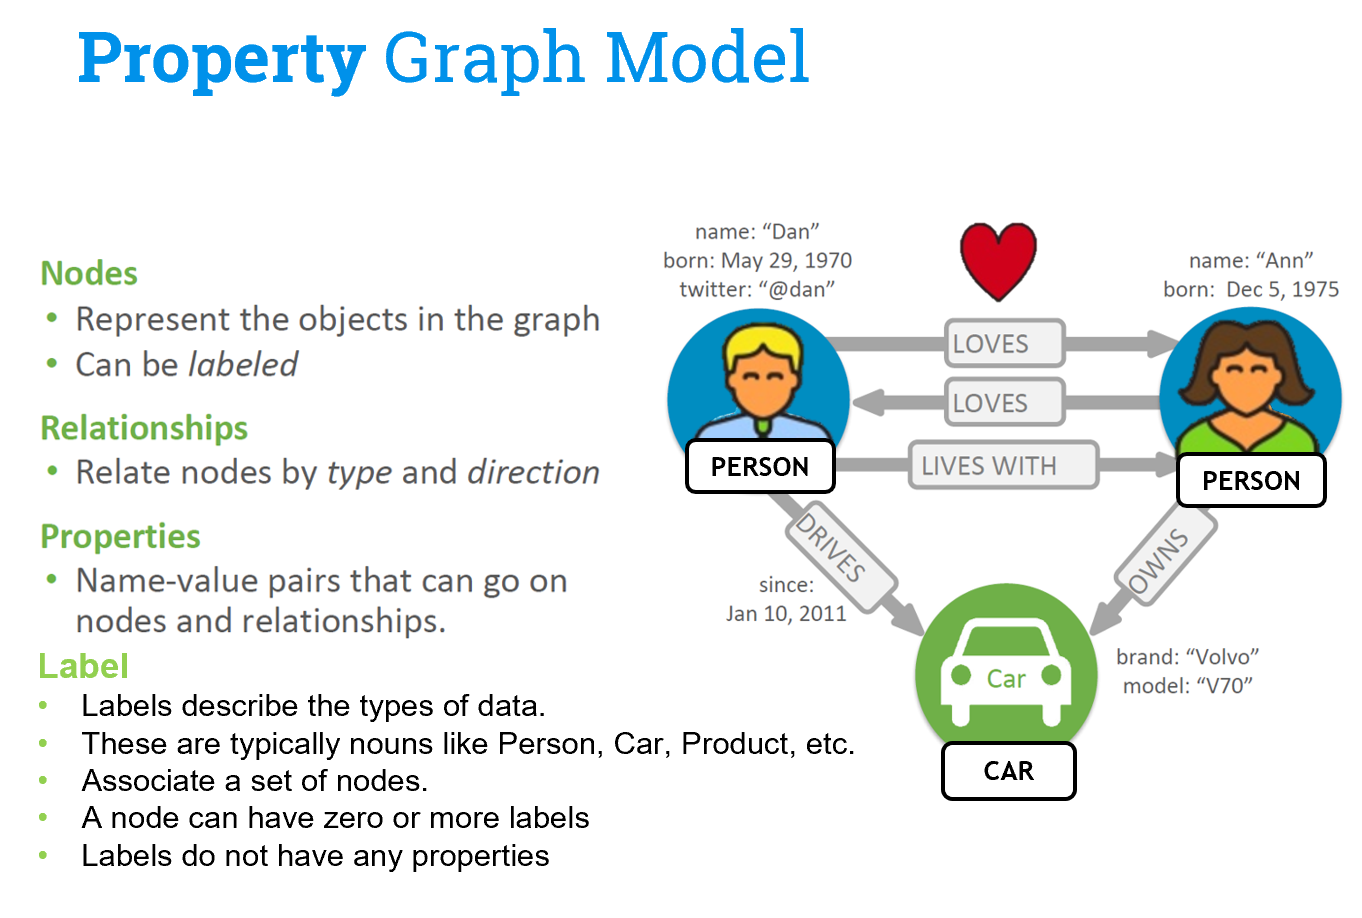 Property Graph Model
Nodes
• Represent the objects in the graph
• Can be labeled
Relationships
• Relate nodes by type and direction
Properties
• Name-value pairs that can go on
nodes and relationships.
Label
• Labels describe the types of data.
• These are typically nouns like Person, Car, Product, etc.
• Associate a set of nodes.
• A node can have zero or more labels
• Labels do not have any properties
name: “Dan”
born: May 29, 1970
twitter: “@dan”
name: “Ann”
born:  Dec 5, 1975
LOVES
LOVES
LIVES WITH
PERSON
PERSON
DRIVES
OWNS
since:
Jan 10, 2011
Car
brand: “Volvo”
model: “V70”
CAR